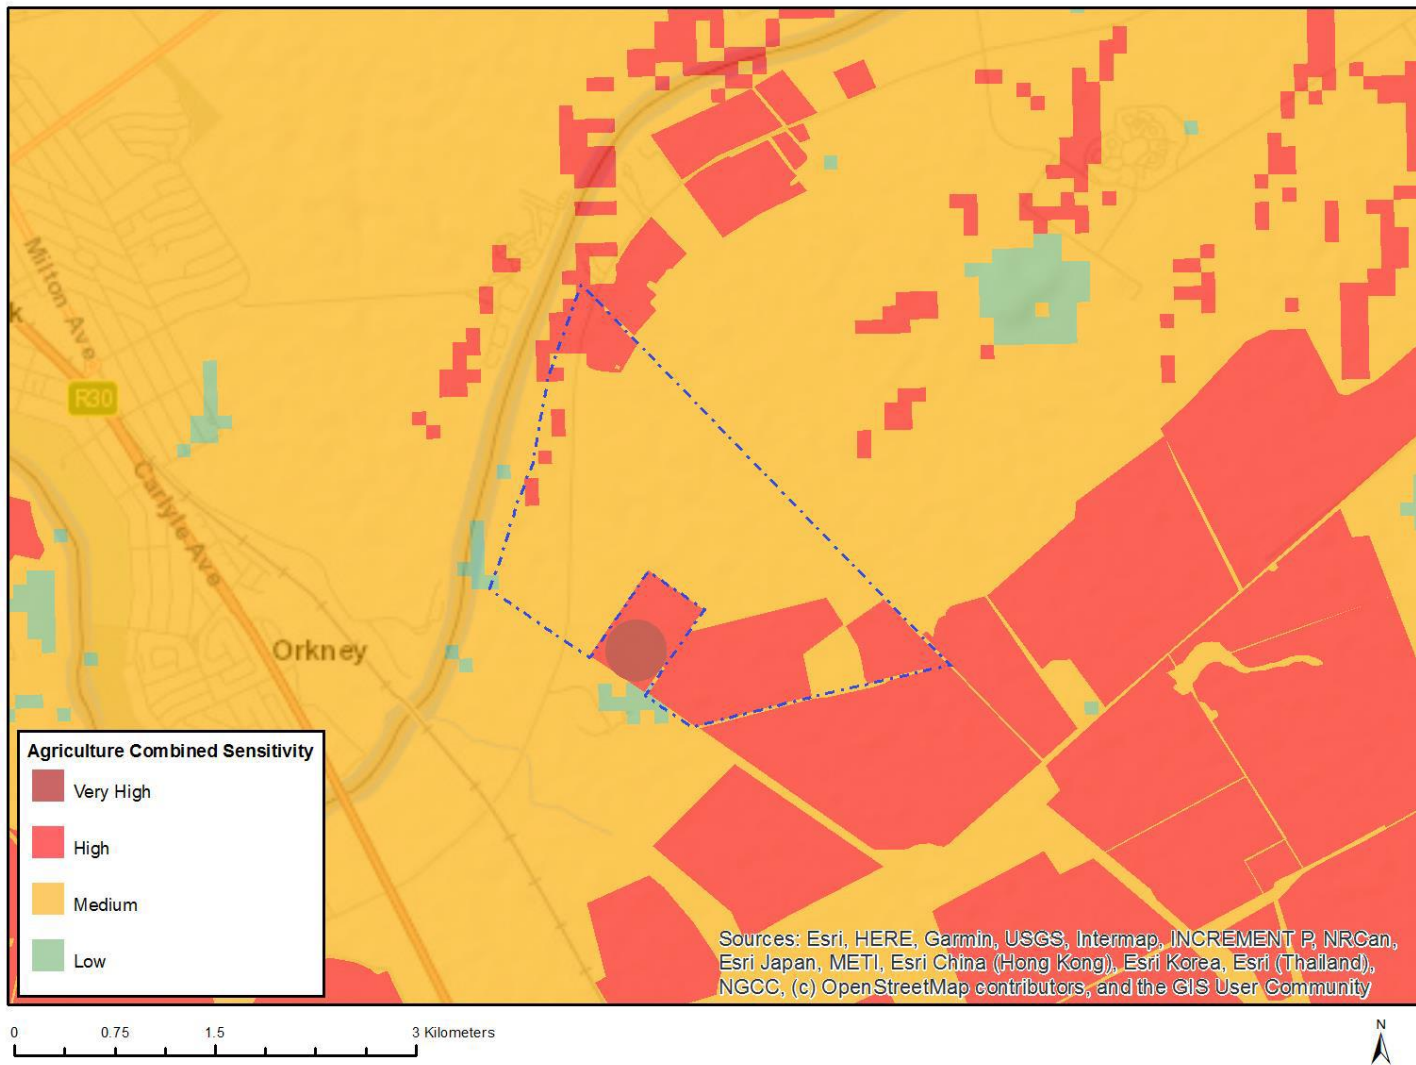 Milton Ave
k
R30
Carlyle Ave
Orkney
Agriculture Combined Sensitivity
Very High
High
Medium
Low
Sources: Esri, HERE, Garmin, USGS, Intermap, INCREMENT P, NRCan,
Esri Japan, METI, Esri China (Hong Kong), Esri Korea, Esri (Thailand),
NGCC, (c) OpenStreetMap contributors, and the GIS User Community
0 0.75 1.5 3 Kilometers
N